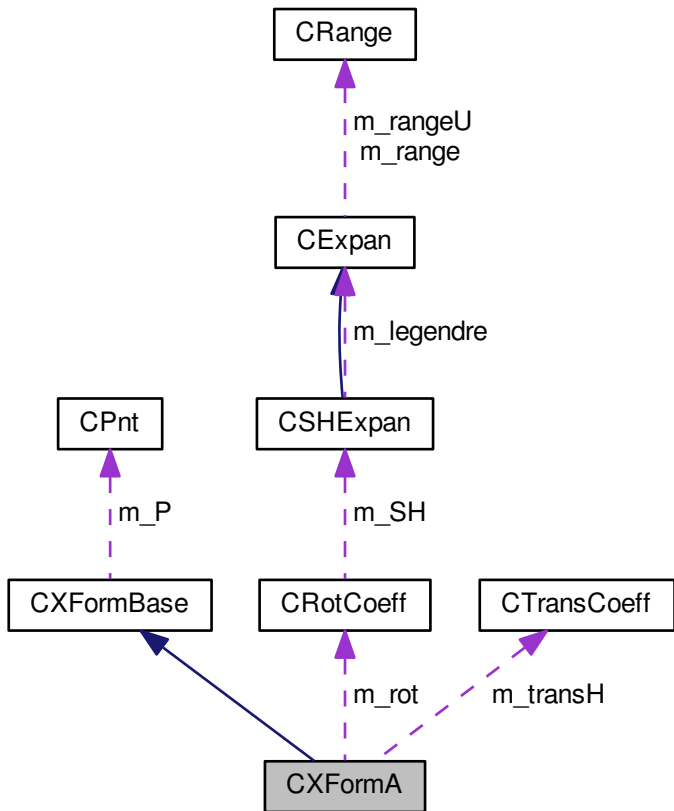 CRange
m_rangeU
m_range
CExpan
m_legendre
CPnt
CSHExpan
m_P
m_SH
CXFormBase
CRotCoeff
CTransCoeff
m_rot
m_transH
CXFormA